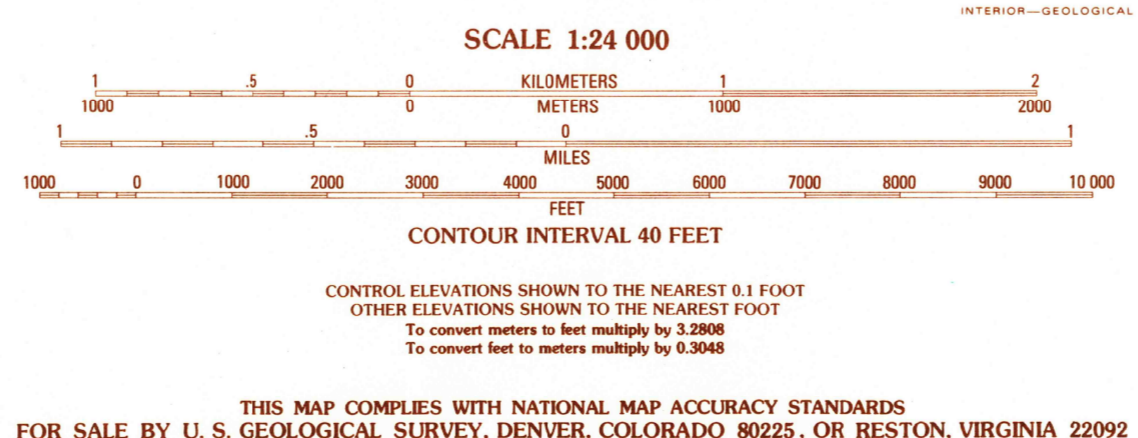 INTERIOR—GEOLOGICAL
SCALE 1:24 000
1 .5 0 KILOMETERS 1 2
1000 0 METERS 1000 2000
1 .5 0 1
MILES
1000 0 1000 2000 3000 4000 5000 6000 7000 8000 9000 10 000
FEET
CONTOUR INTERVAL 40 FEET
CONTROL ELEVATIONS SHOWN TO THE NEAREST 0.1 FOOT
OTHER ELEVATIONS SHOWN TO THE NEAREST FOOT
To convert meters to feet multiply by 3.2808
To convert feet to meters multiply by 0.3048
THIS MAP COMPLIES WITH NATIONAL MAP ACCURACY STANDARDS
FOR SALE BY U. S. GEOLOGICAL SURVEY, DENVER, COLORADO 80225, OR RESTON, VIRGINIA 22092